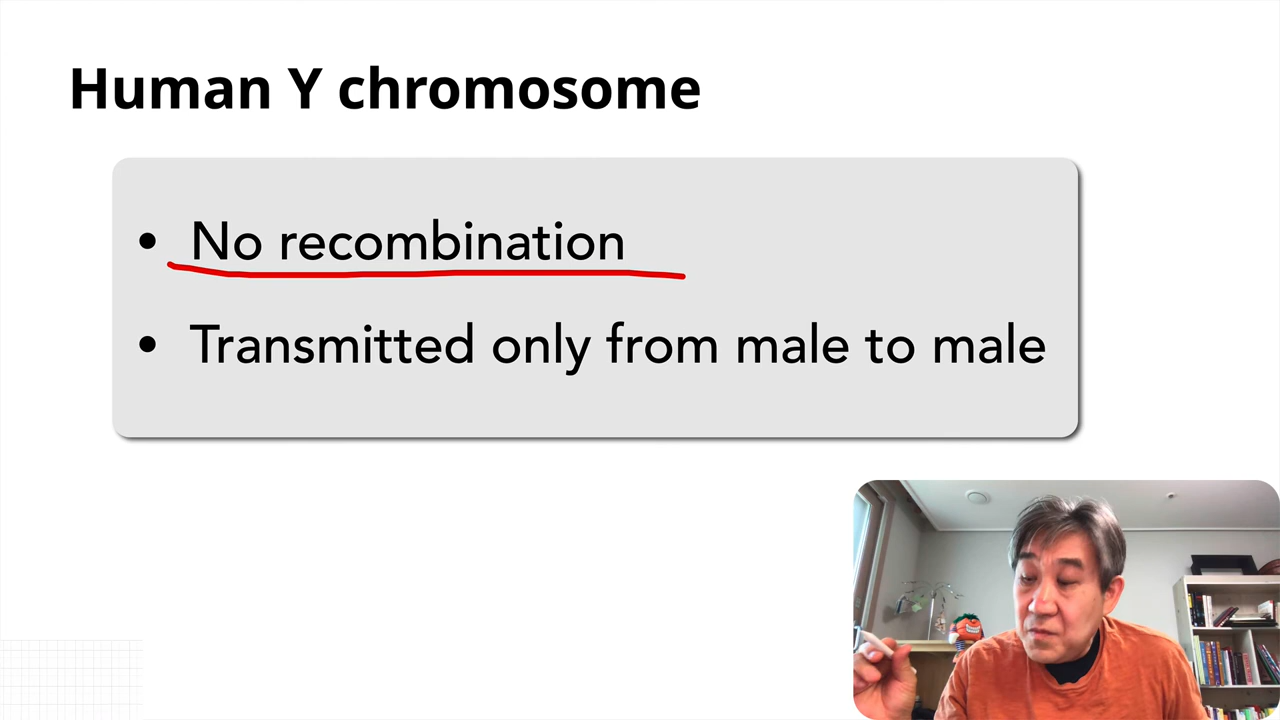 Human Y chromosome
• No recombination
• Transmitted only from male to male